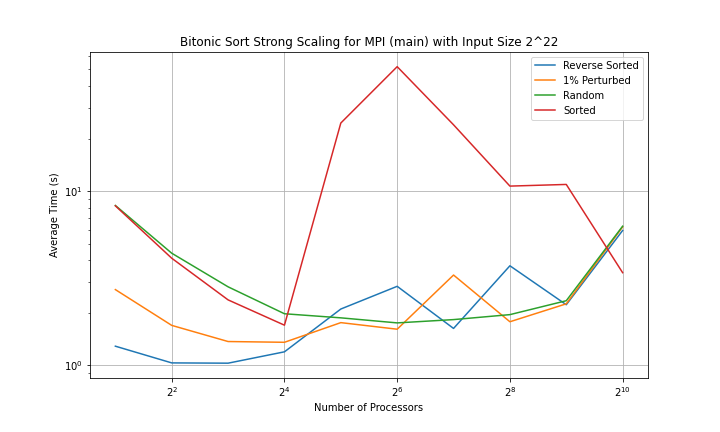 Bitonic Sort Strong Scaling for MPI (main) with Input Size 2^22
Reverse Sorted
1% Perturbed
Random
Sorted
Average Time (s)
10¹
10⁰
2² 2⁴ 2⁶ 2⁸ 2¹⁰
Number of Processors